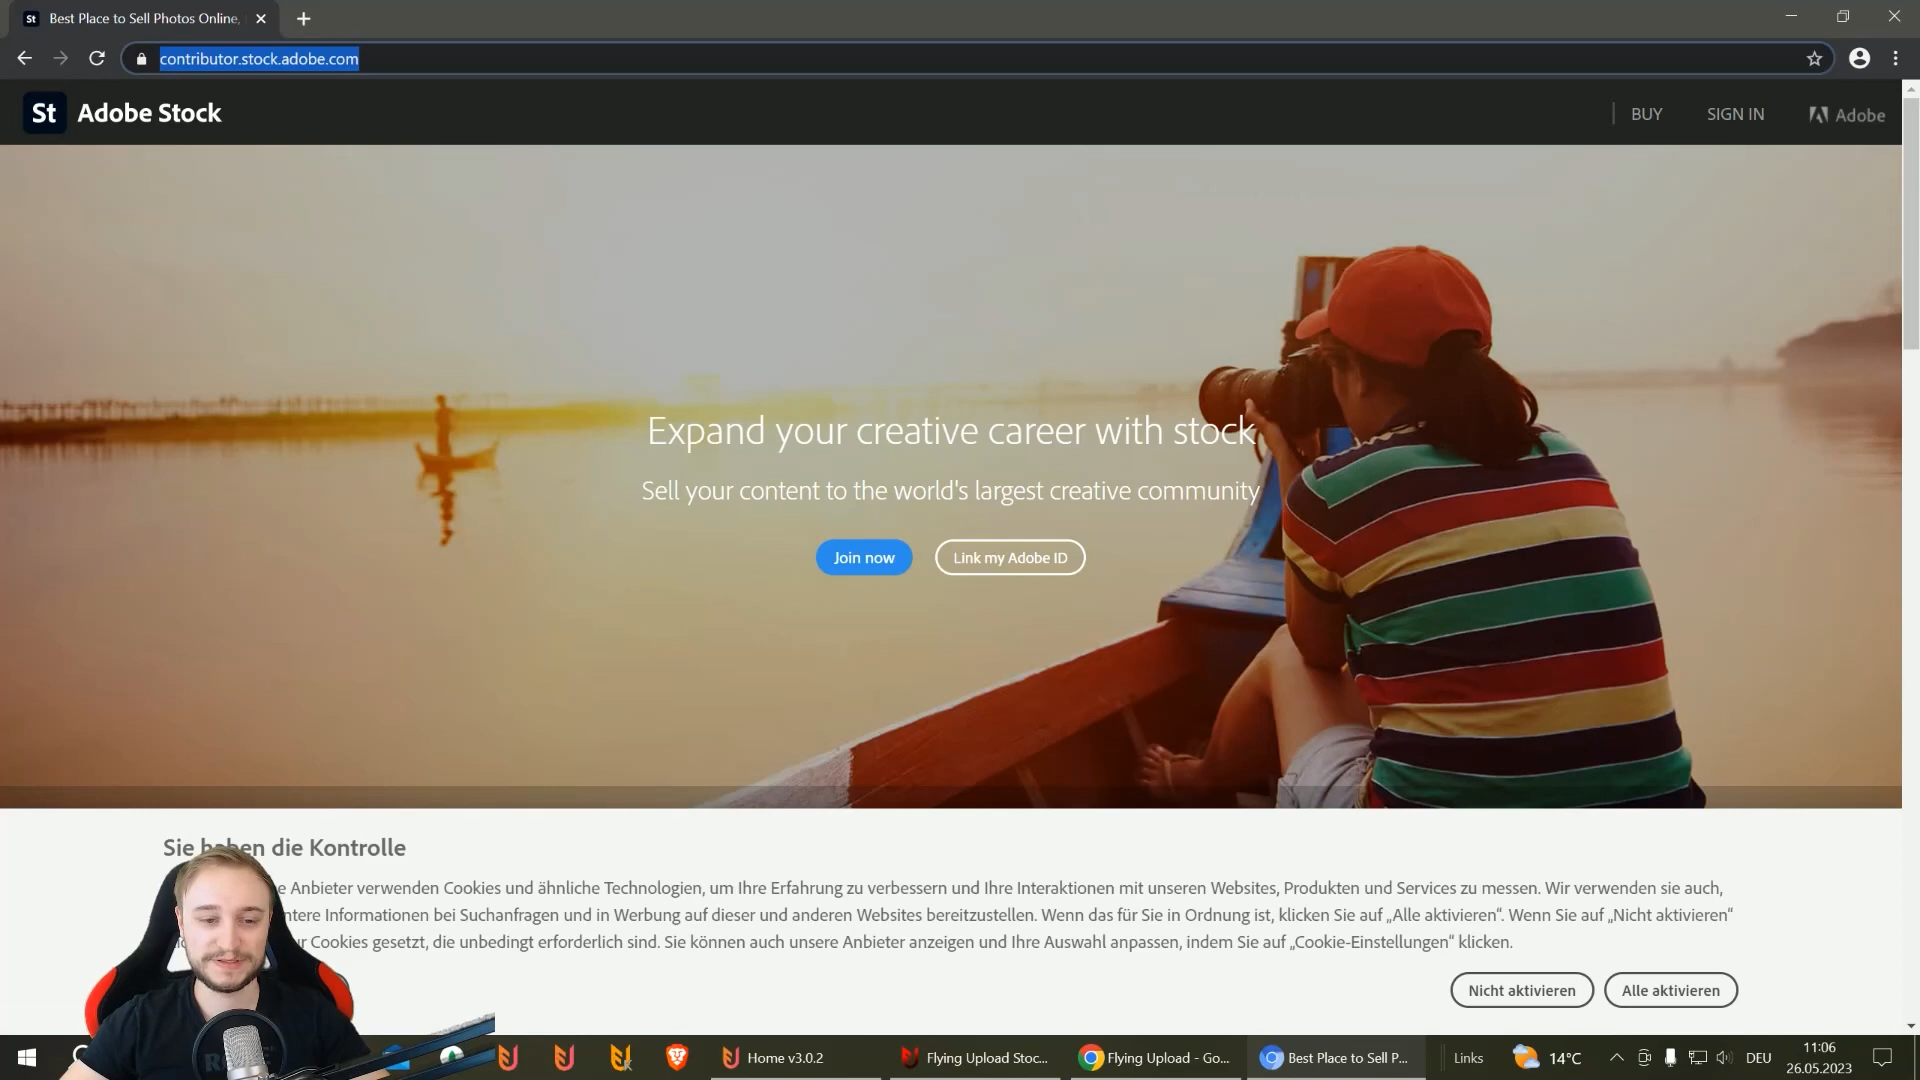 Best Place to Sell Photos Online,
contributor.stock.adobe.com
St Adobe Stock
BUY SIGN IN Adobe
Expand your creative career with stock
Sell your content to the world's largest creative community
Join now Link my Adobe ID
Sie haben die Kontrolle
Anbieter verwenden Cookies und ähnliche Technologien, um Ihre Erfahrung zu verbessern und Ihre Interaktionen mit unseren Websites, Produkten und Services zu messen. Wir verwenden sie auch,
Informationen bei Suchanfragen und in Werbung auf dieser und anderen Websites bereitzustellen. Wenn das für Sie in Ordnung ist, klicken Sie auf „Alle aktivieren“. Wenn Sie auf „Nicht aktivieren“
Cookies gesetzt, die unbedingt erforderlich sind. Sie können auch unsere Anbieter anzeigen und Ihre Auswahl anpassen, indem Sie auf „Cookie-Einstellungen“ klicken.
Nicht aktivieren Alle aktivieren
Home v3.0.2 Flying Upload Stoc... Flying Upload - Go... Best Place to Sell P... Links 14°C DEU 11:06
26.05.2023